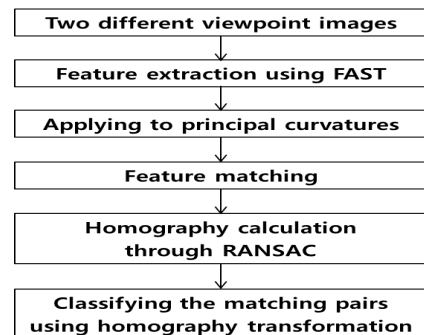 Two different viewpoint images
Feature extraction using FAST
Applying to principal curvatures
Feature matching
Homography calculation
through RANSAC
Classifying the matching pairs
using homography transformation